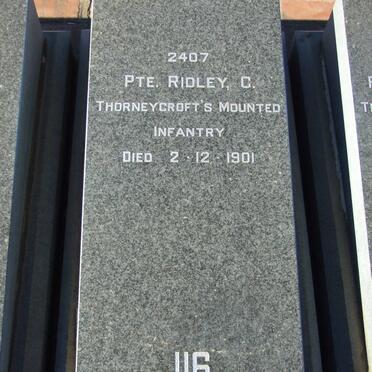 2407
PTE. RIDLEY, C.
THORNEYCROFT'S MOUNTED
INFANTRY
DIED 2 · 12 · 1901
116